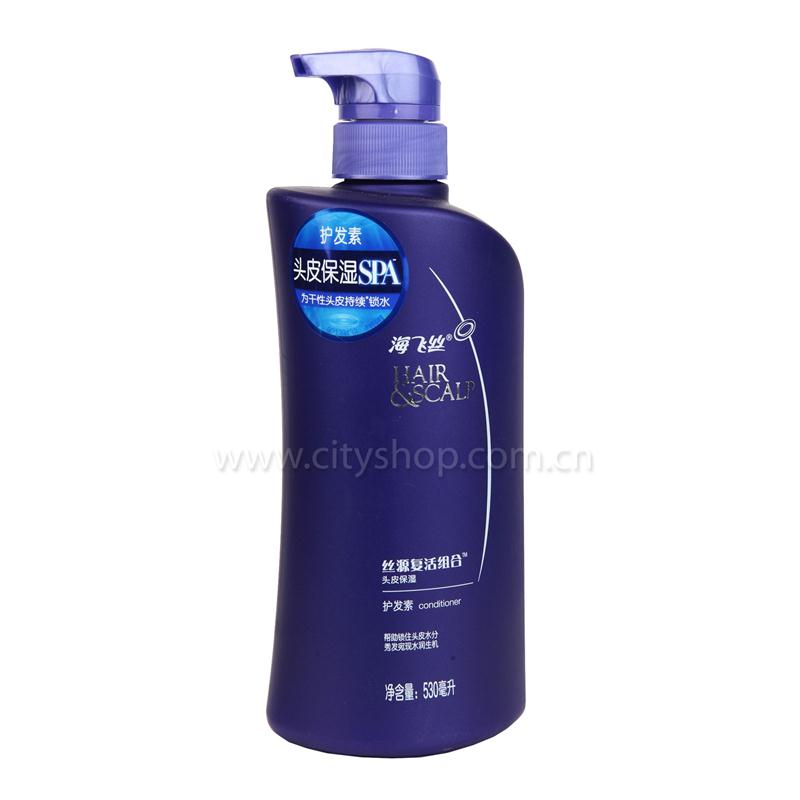 护发素
头皮保湿SPA
为干性头皮持续*锁水
海飞丝®
HAIR
&SCALP
www.cityshop.com.cn
丝源复活组合™
头皮保湿
护发素 conditioner
帮助锁住头皮水分
秀发宛现水润生机
净含量：530毫升